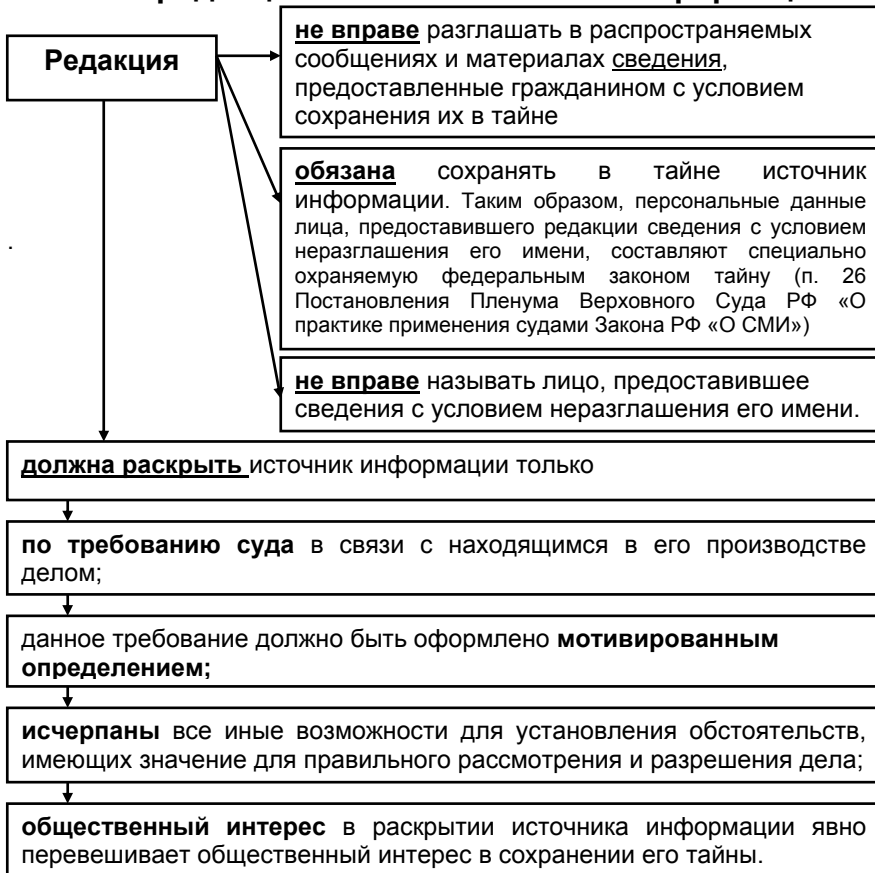 Редакция
не вправе разглашать в распространяемых
сообщениях и материалах сведения,
предоставленные гражданином с условием
сохранения их в тайне
обязана сохранять в тайне источник
информации. Таким образом, персональные данные
лица, предоставившего редакции сведения с условием
неразглашения его имени, составляют специально
охраняемую федеральным законом тайну (п. 26
Постановления Пленума Верховного Суда РФ «О
практике применения судами Закона РФ «О СМИ»)
.
не вправе называть лицо, предоставившее
сведения с условием неразглашения его имени.
должна раскрыть источник информации только
по требованию суда в связи с находящимся в его производстве
делом;
данное требование должно быть оформлено мотивированным
определением;
исчерпаны все иные возможности для установления обстоятельств,
имеющих значение для правильного рассмотрения и разрешения дела;
общественный интерес в раскрытии источника информации явно
перевешивает общественный интерес в сохранении его тайны.